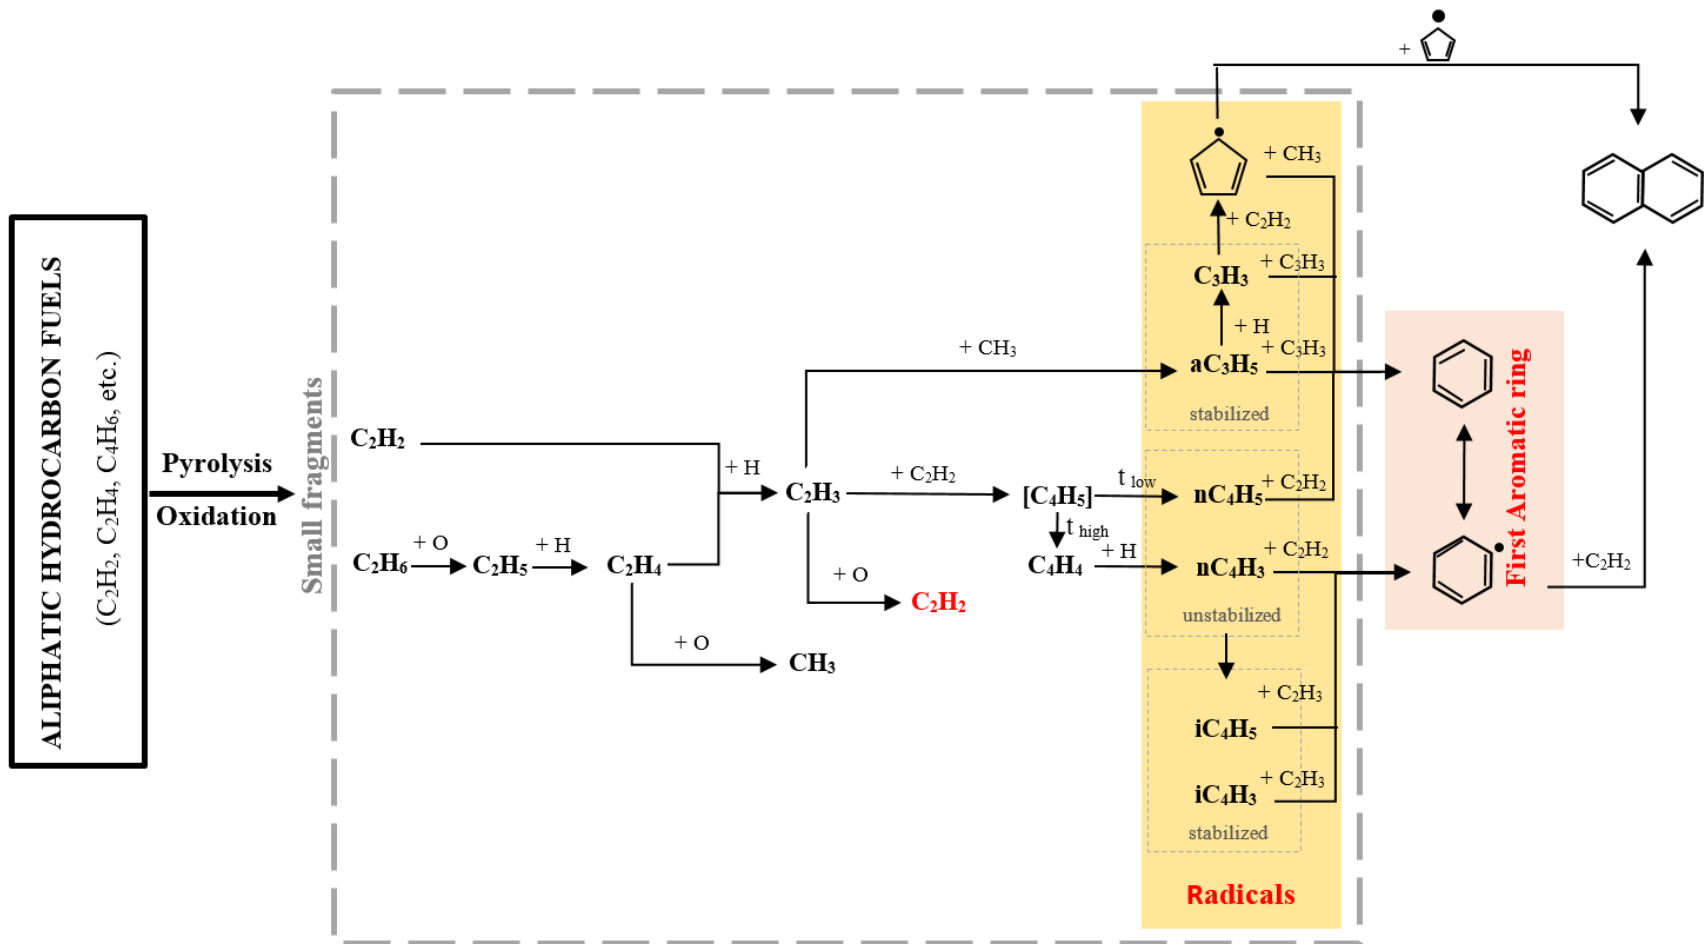 ALIPHATIC HYDROCARBON FUELS
(C₂H₂, C₂H₄, C₄H₆, etc.)
Pyrolysis
Oxidation
Small fragments
C₂H₂
C₂H₆
+ O
C₂H₅
+ H
C₂H₄
+ O
CH₃
+ H
C₂H₃
+ CH₃
+ C₂H₂
+ O
C₂H₂
[C₄H₅]
t low
t high
C₄H₄
+ H
+
+ CH₃
+ C₂H₂
C₃H₃
+ C₃H₃
+ H
aC₃H₅
+ C₃H₃
stabilized
nC₄H₅
+ C₂H₂
nC₄H₃
+ C₂H₂
unstabilized
+ C₂H₃
iC₄H₅
+ C₂H₃
iC₄H₃
stabilized
Radicals
First Aromatic ring
+C₂H₂